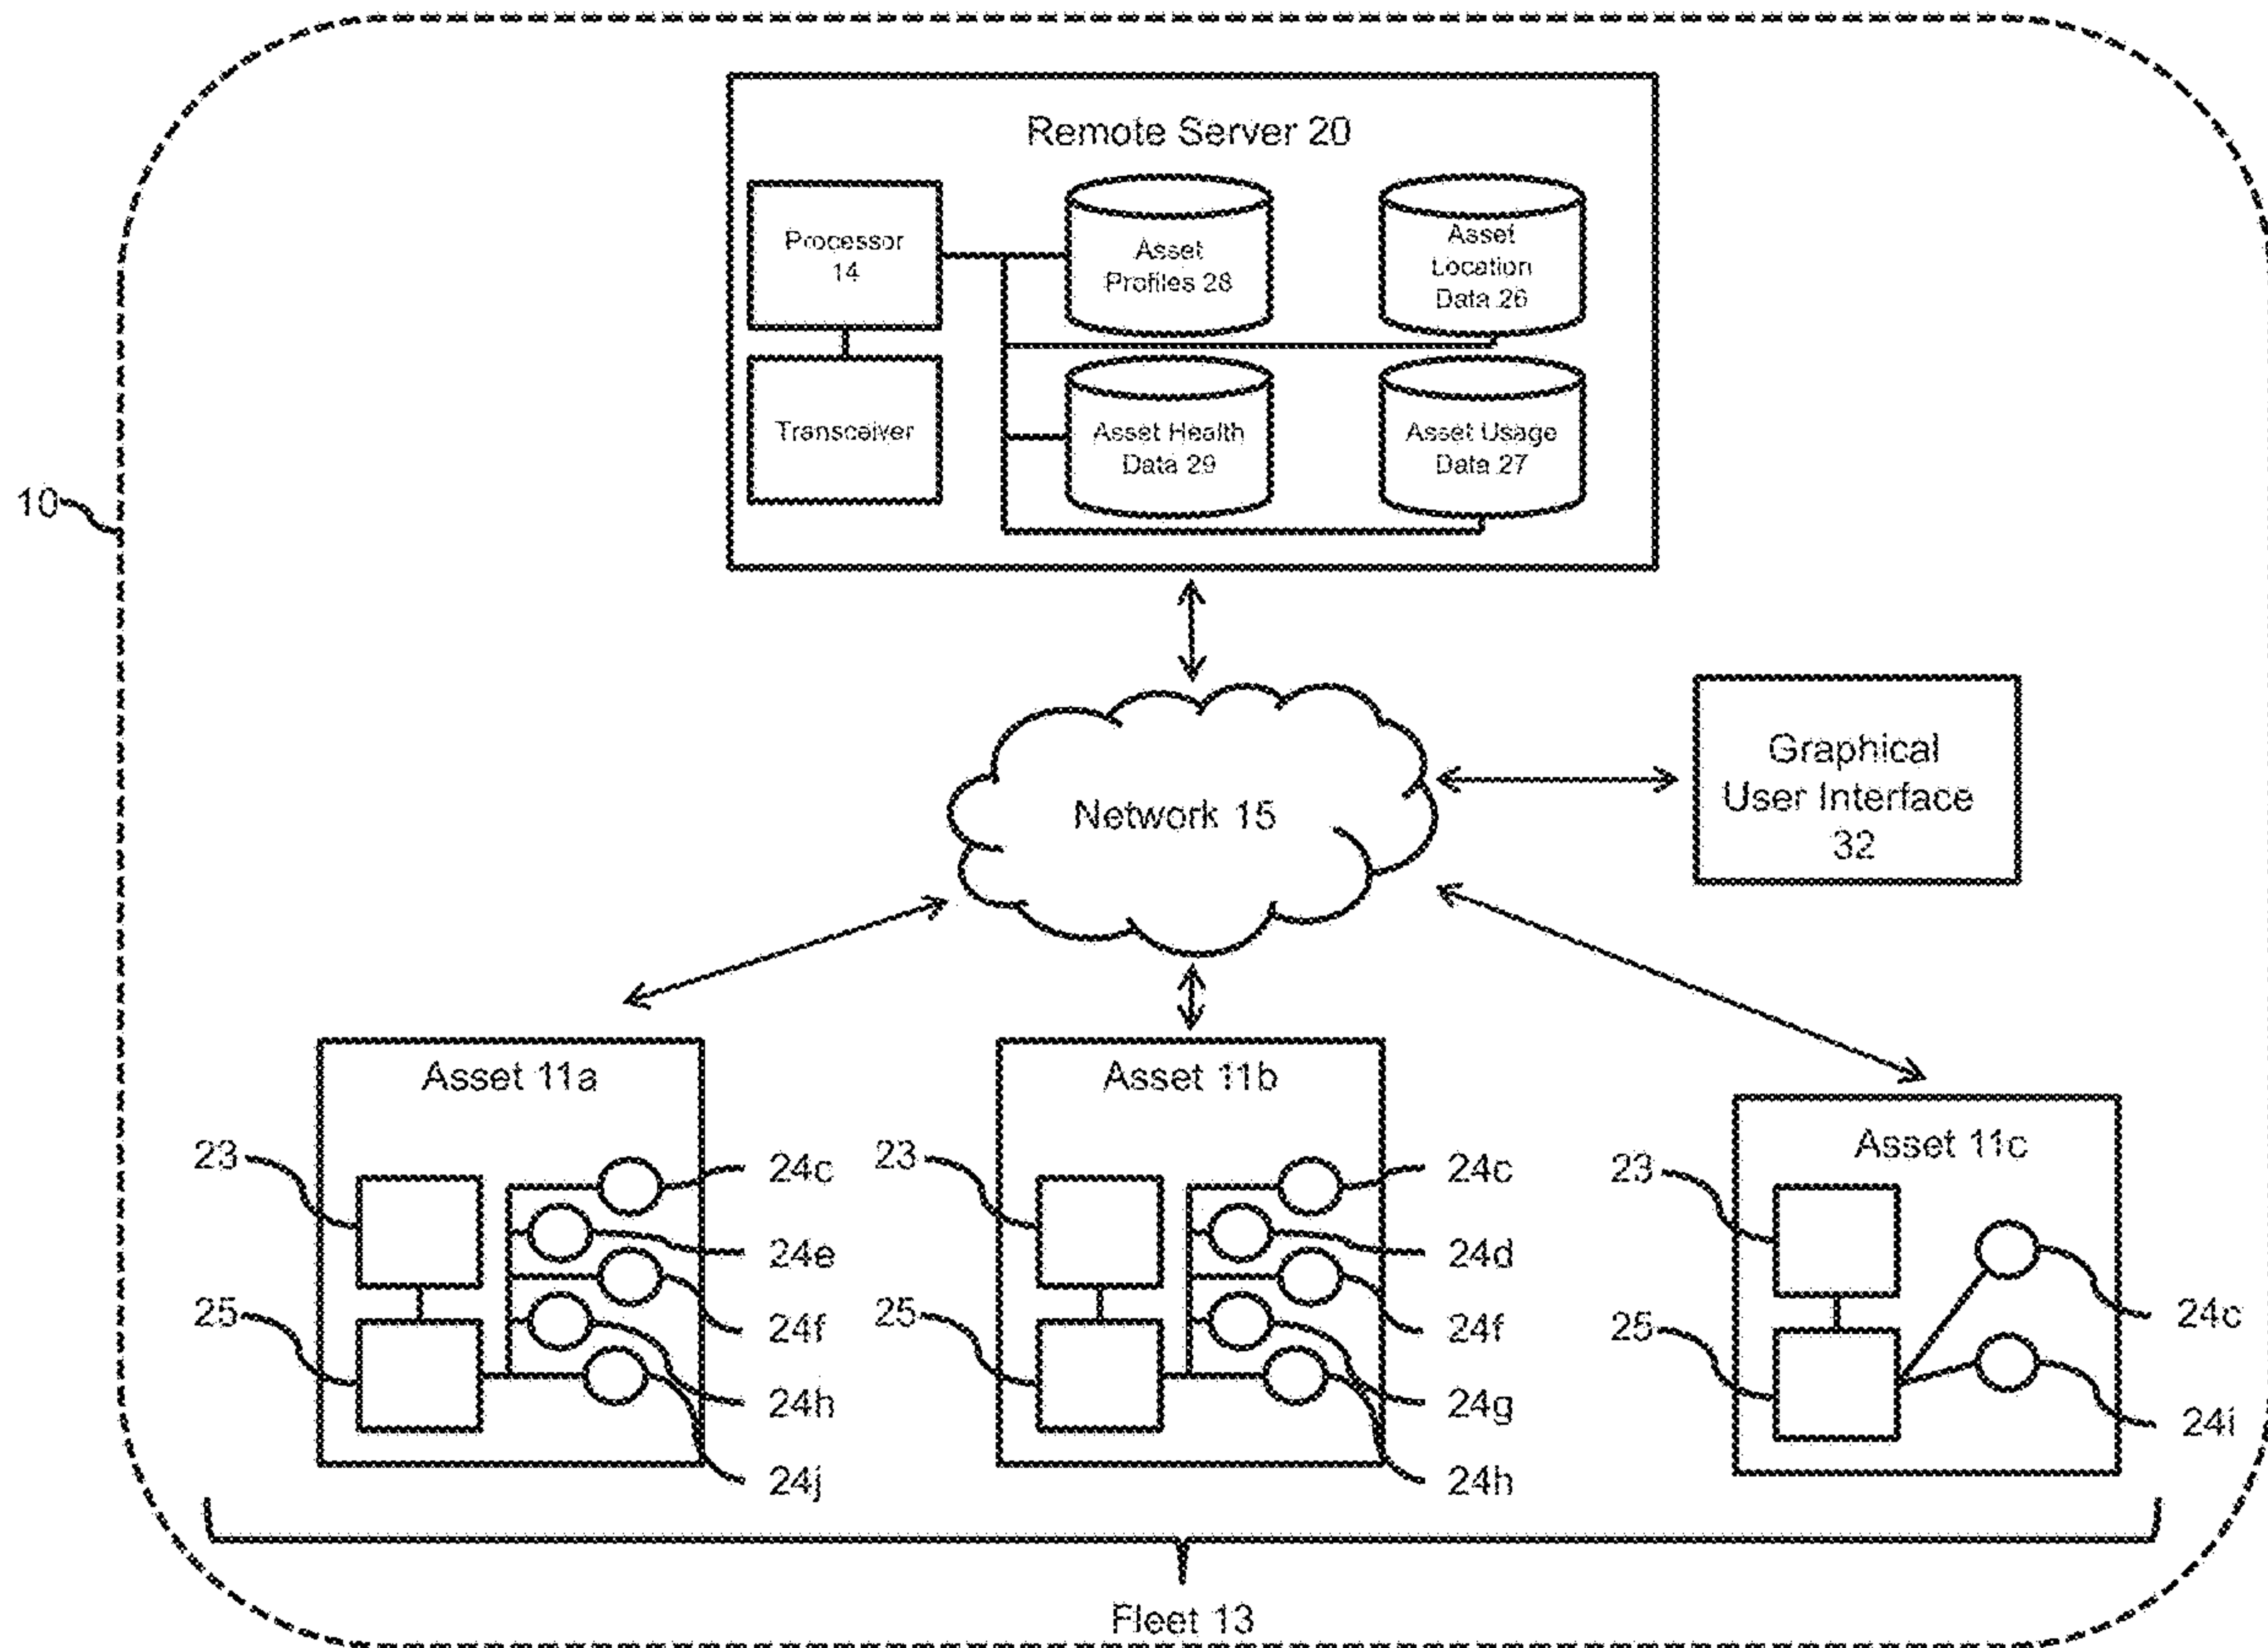 Remote Server 20
Processor
14
Asset
Profiles 28
Asset
Location
Data 26
Transceiver
Asset Health
Data 29
Asset Usage
Data 27
10
Network 15
Graphical
User Interface
32
Asset 11a
23
25
24c
24e
24f
24h
24j
Asset 11b
23
25
24c
24d
24f
24g
24h
Asset 11c
23
25
24c
24i
Fleet 13